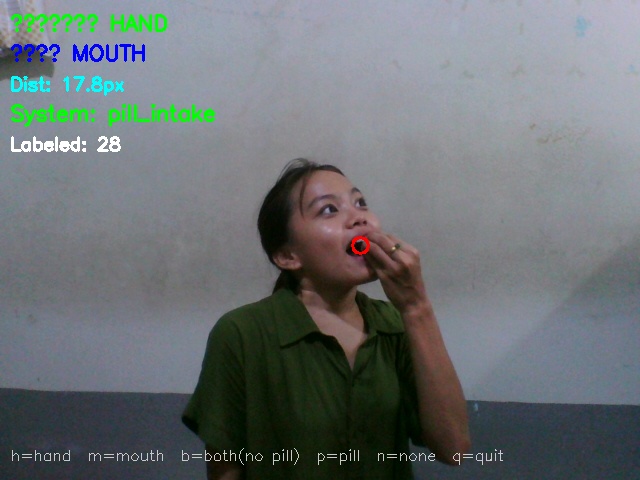 ??????? HAND
???? MOUTH
Dist: 17.8px
System: pill_intake
Labeled: 28
h=hand m=mouth b=both(no pill) p=pill n=none q=quit